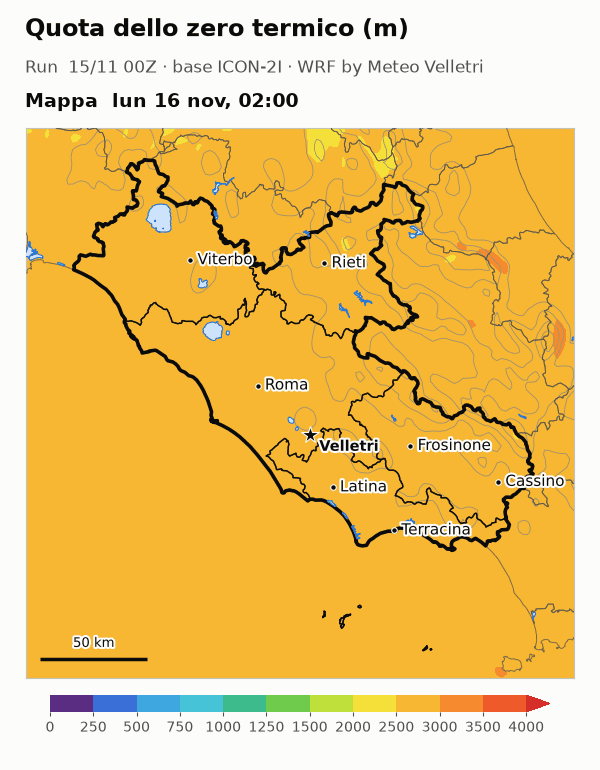 Quota dello zero termico (m)
Run  15/11 00Z · base ICON-2I · WRF by Meteo Velletri
Mappa  lun 16 nov, 02:00
Viterbo
Rieti
Roma
Velletri
Frosinone
Latina
Cassino
Terracina
50 km
0 250 500 750 1000 1250 1500 2000 2500 3000 3500 4000